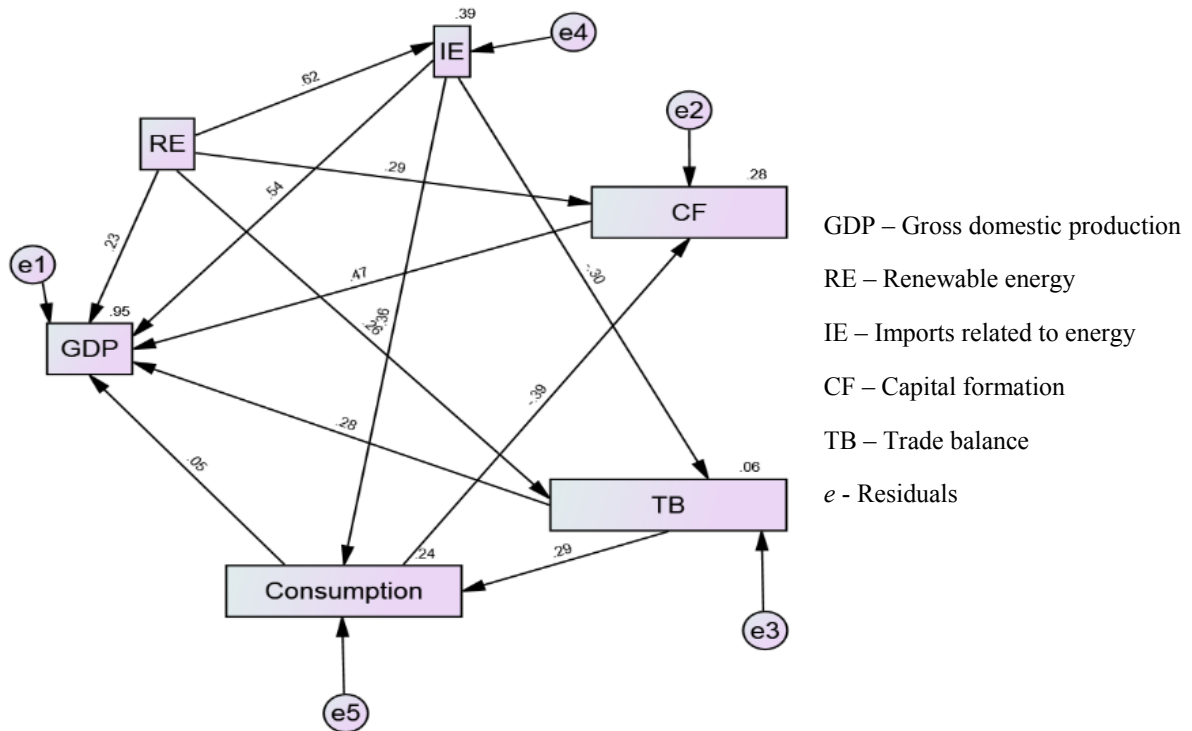 .39
IE
e4
.62
e2
RE
.29
.54
.28
CF
.23
e1
.47
-.30
.95
GDP
.26
.36
-.39
.28
.06
TB
.05
.24
.29
Consumption
e3
e5
GDP – Gross domestic production
RE – Renewable energy
IE – Imports related to energy
CF – Capital formation
TB – Trade balance
e - Residuals